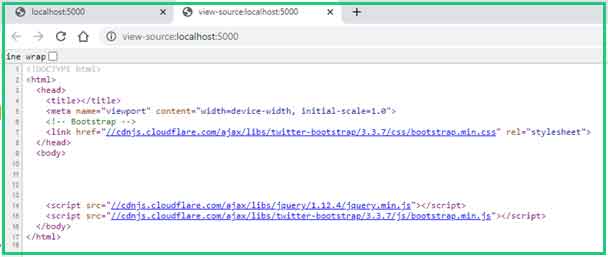 localhost:5000
view-source:localhost:5000
view-source:localhost:5000
ine wrap
1 <!DOCTYPE html>
2 <html>
3 <head>
4 <title></title>
5 <meta name="viewport" content="width=device-width, initial-scale=1.0">
6 <!-- Bootstrap -->
7 <link href="//cdnjs.cloudflare.com/ajax/libs/twitter-bootstrap/3.3.7/css/bootstrap.min.css" rel="stylesheet">
8 </head>
9 <body>
10
11
12
13
14 <script src="//cdnjs.cloudflare.com/ajax/libs/jquery/1.12.4/jquery.min.js"></script>
15 <script src="//cdnjs.cloudflare.com/ajax/libs/twitter-bootstrap/3.3.7/js/bootstrap.min.js"></script>
16 </body>
17 </html>
18